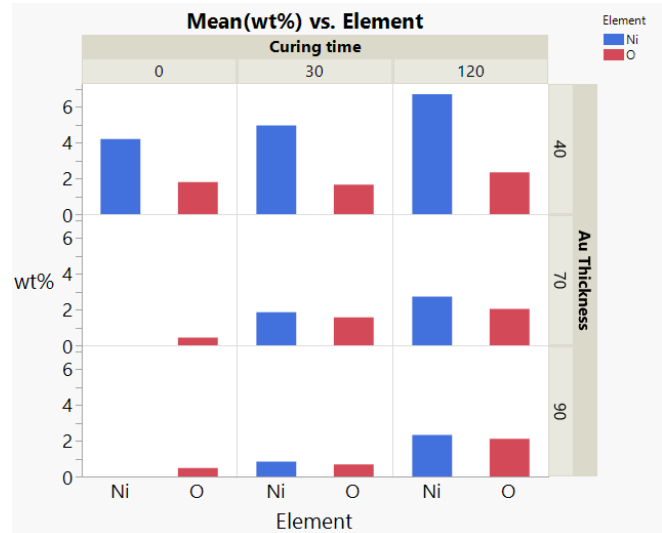 Mean(wt%) vs. Element
Curing time
0 30 120
Element
Ni
O
6
4
2
0
40
6
4
2
0
70
6
4
2
0
90
wt%
Au Thickness
Ni O Ni O Ni O
Element